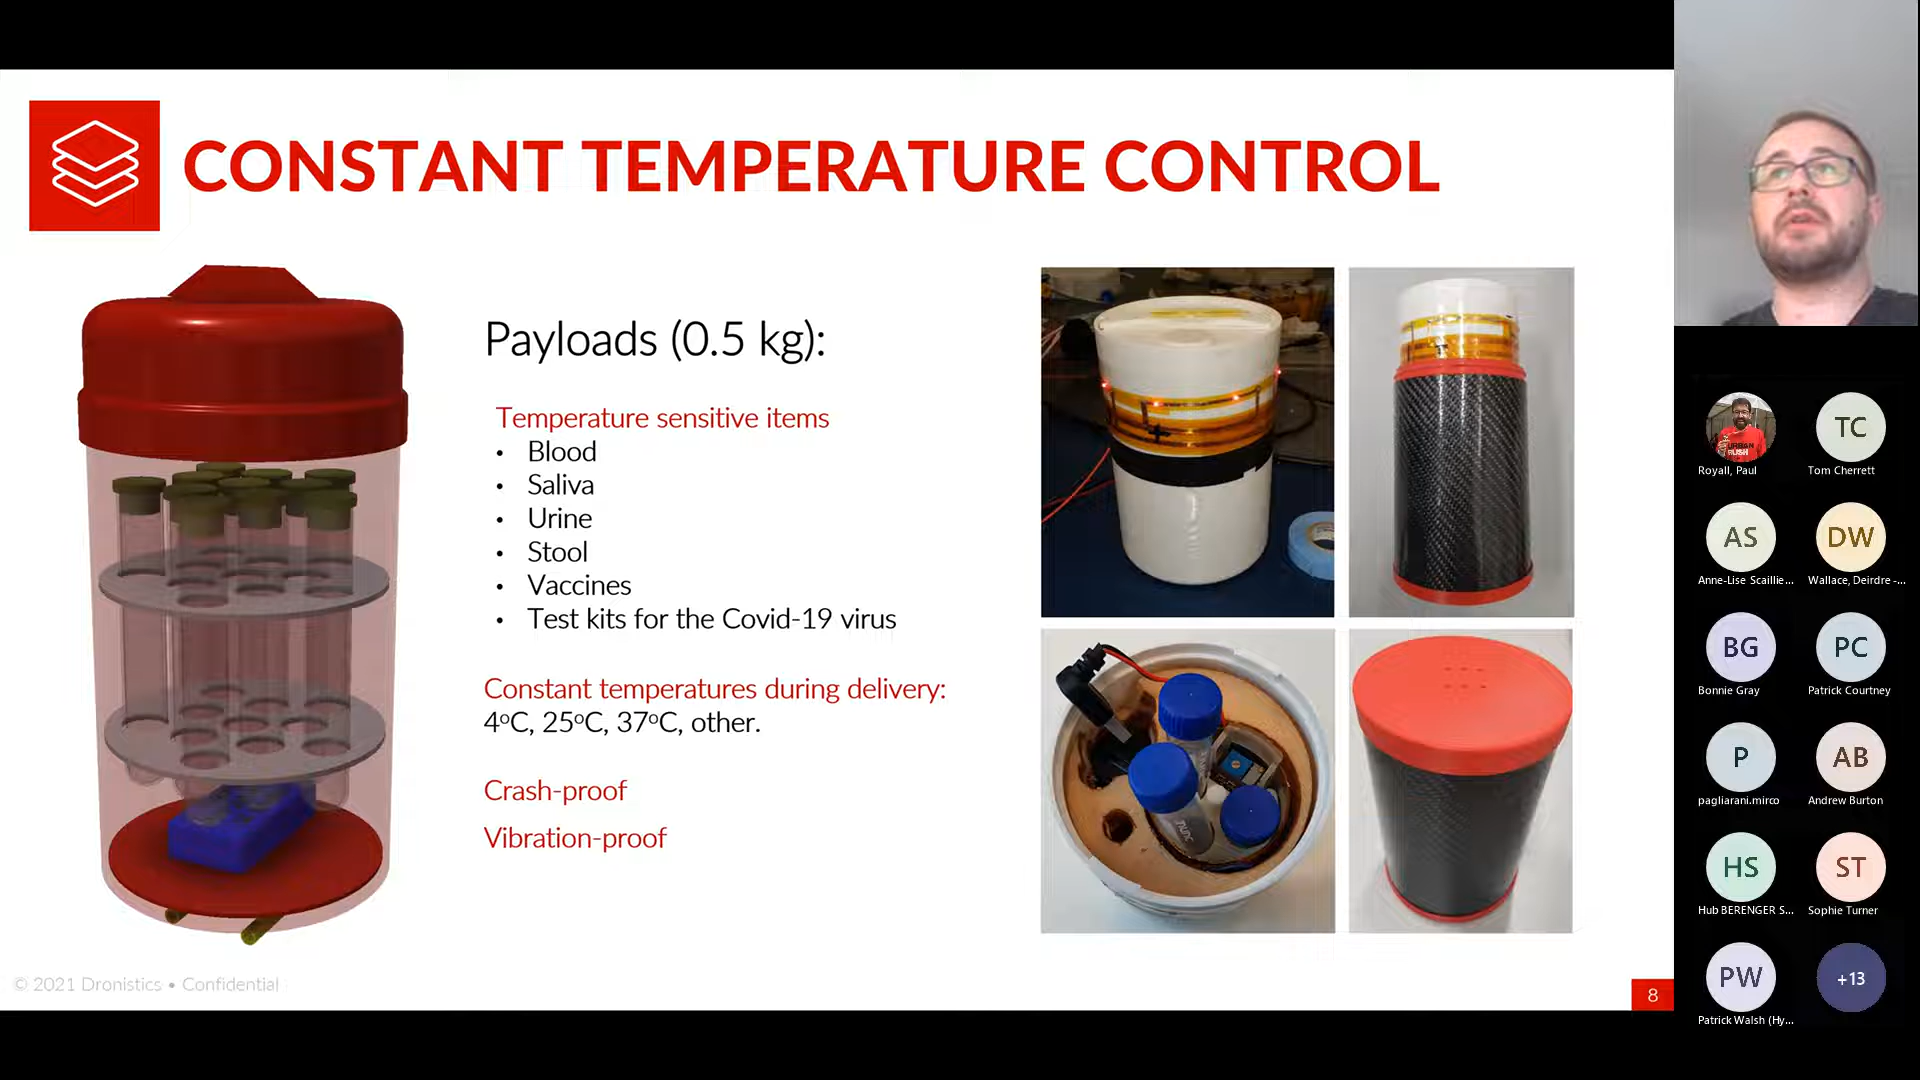 CONSTANT TEMPERATURE CONTROL
Payloads (0.5 kg):
Temperature sensitive items
• Blood
• Saliva
• Urine
• Stool
• Vaccines
• Test kits for the Covid-19 virus
Constant temperatures during delivery:
4ºC, 25ºC, 37ºC, other.
Crash-proof
Vibration-proof
nunc
© 2021 Dronistics • Confidential
8
URBAN
RUSH
Royall, Paul
TC
Tom Cherrett
AS
Anne-Lise Scaillie...
DW
Wallace, Deirdre -...
BG
Bonnie Gray
PC
Patrick Courtney
P
pagliarani.mirco
AB
Andrew Burton
HS
Hub BERENGER S...
ST
Sophie Turner
PW
Patrick Walsh (Hy...
+13